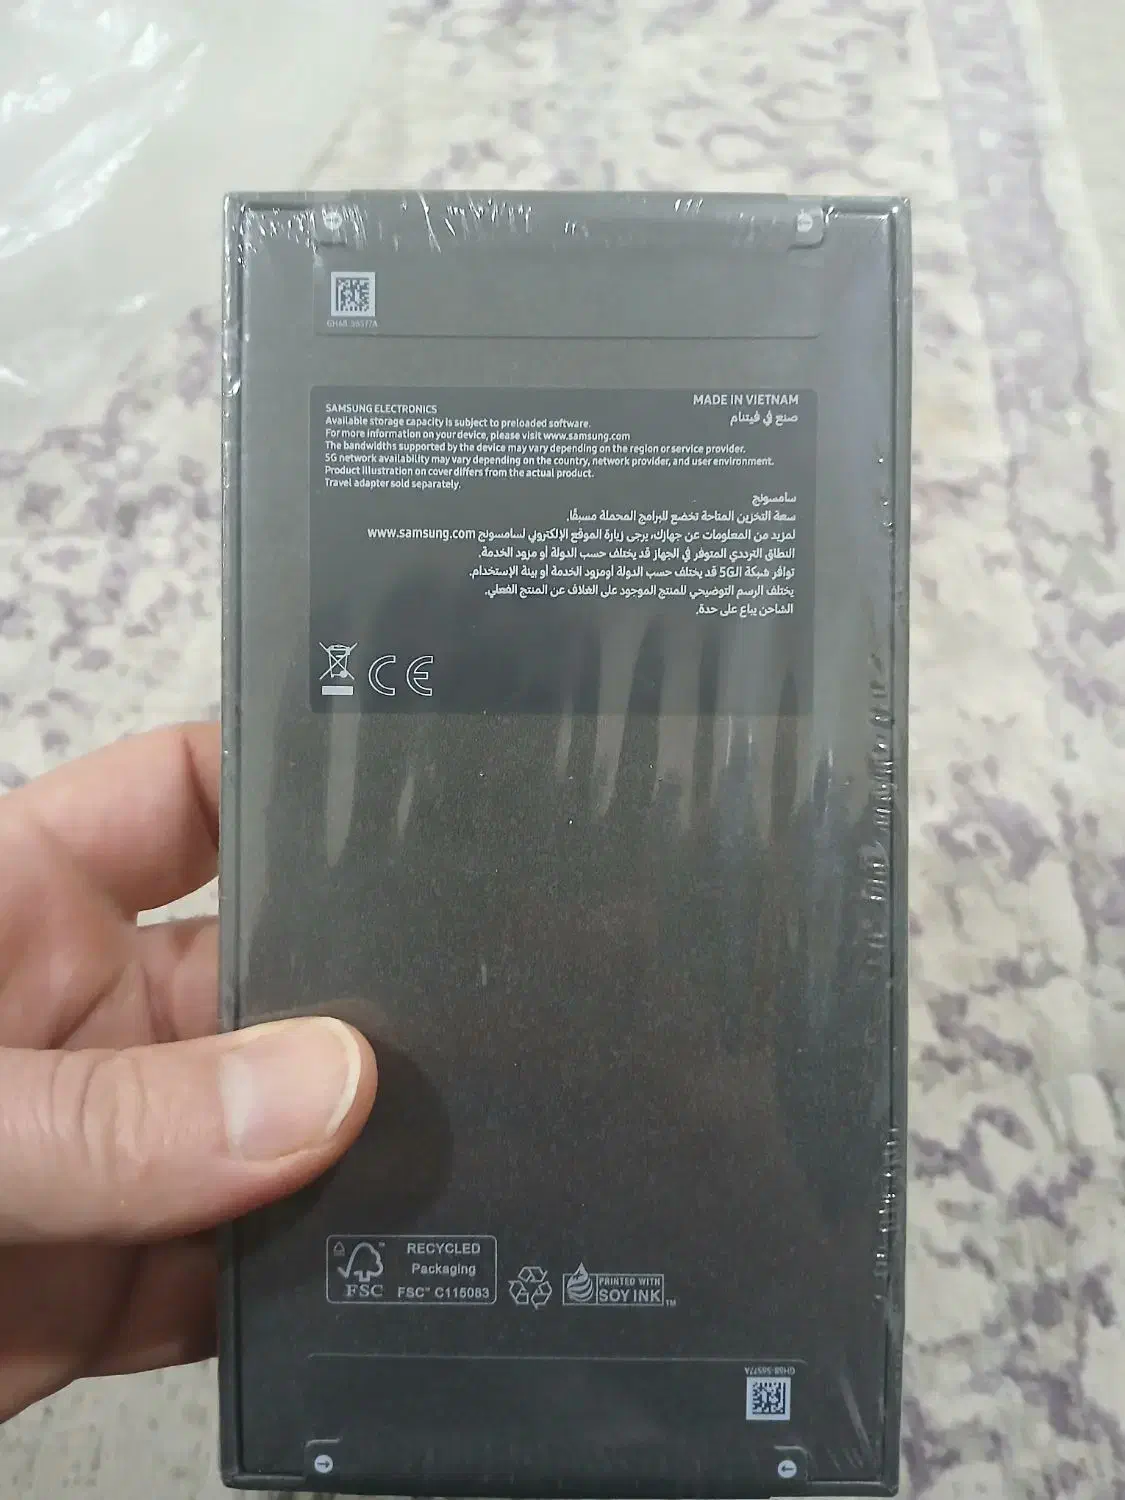 GH68-56577A
MADE IN VIETNAM
صنع في فيتنام
SAMSUNG ELECTRONICS
Available storage capacity is subject to preloaded software.
For more information on your device, please visit www.samsung.com
The bandwidths supported by the device may vary depending on the region or service provider.
5G network availability may vary depending on the country, network provider, and user environment.
Product illustration on cover differs from the actual product.
Travel adapter sold separately.
سامسونج
سعة التخزين المتاحة تخضع للبرامج المحملة مسبقًا.
لمزيد من المعلومات عن جهازك، يرجى زيارة الموقع الإلكتروني لسامسونج www.samsung.com
النطاق الترددي المتوفر في الجهاز قد يختلف حسب الدولة أو مزود الخدمة.
توافر شبكة الـ5G قد يختلف حسب الدولة أومزود الخدمة أو بيئة الإستخدام.
يختلف الرسم التوضيحي للمنتج الموجود على الغلاف عن المنتج الفعلي.
الشاحن يباع على حدة.
CE
RECYCLED
Packaging
FSC™ C115083
FSC
PRINTED WITH
SOY INK™
GH68-56577A